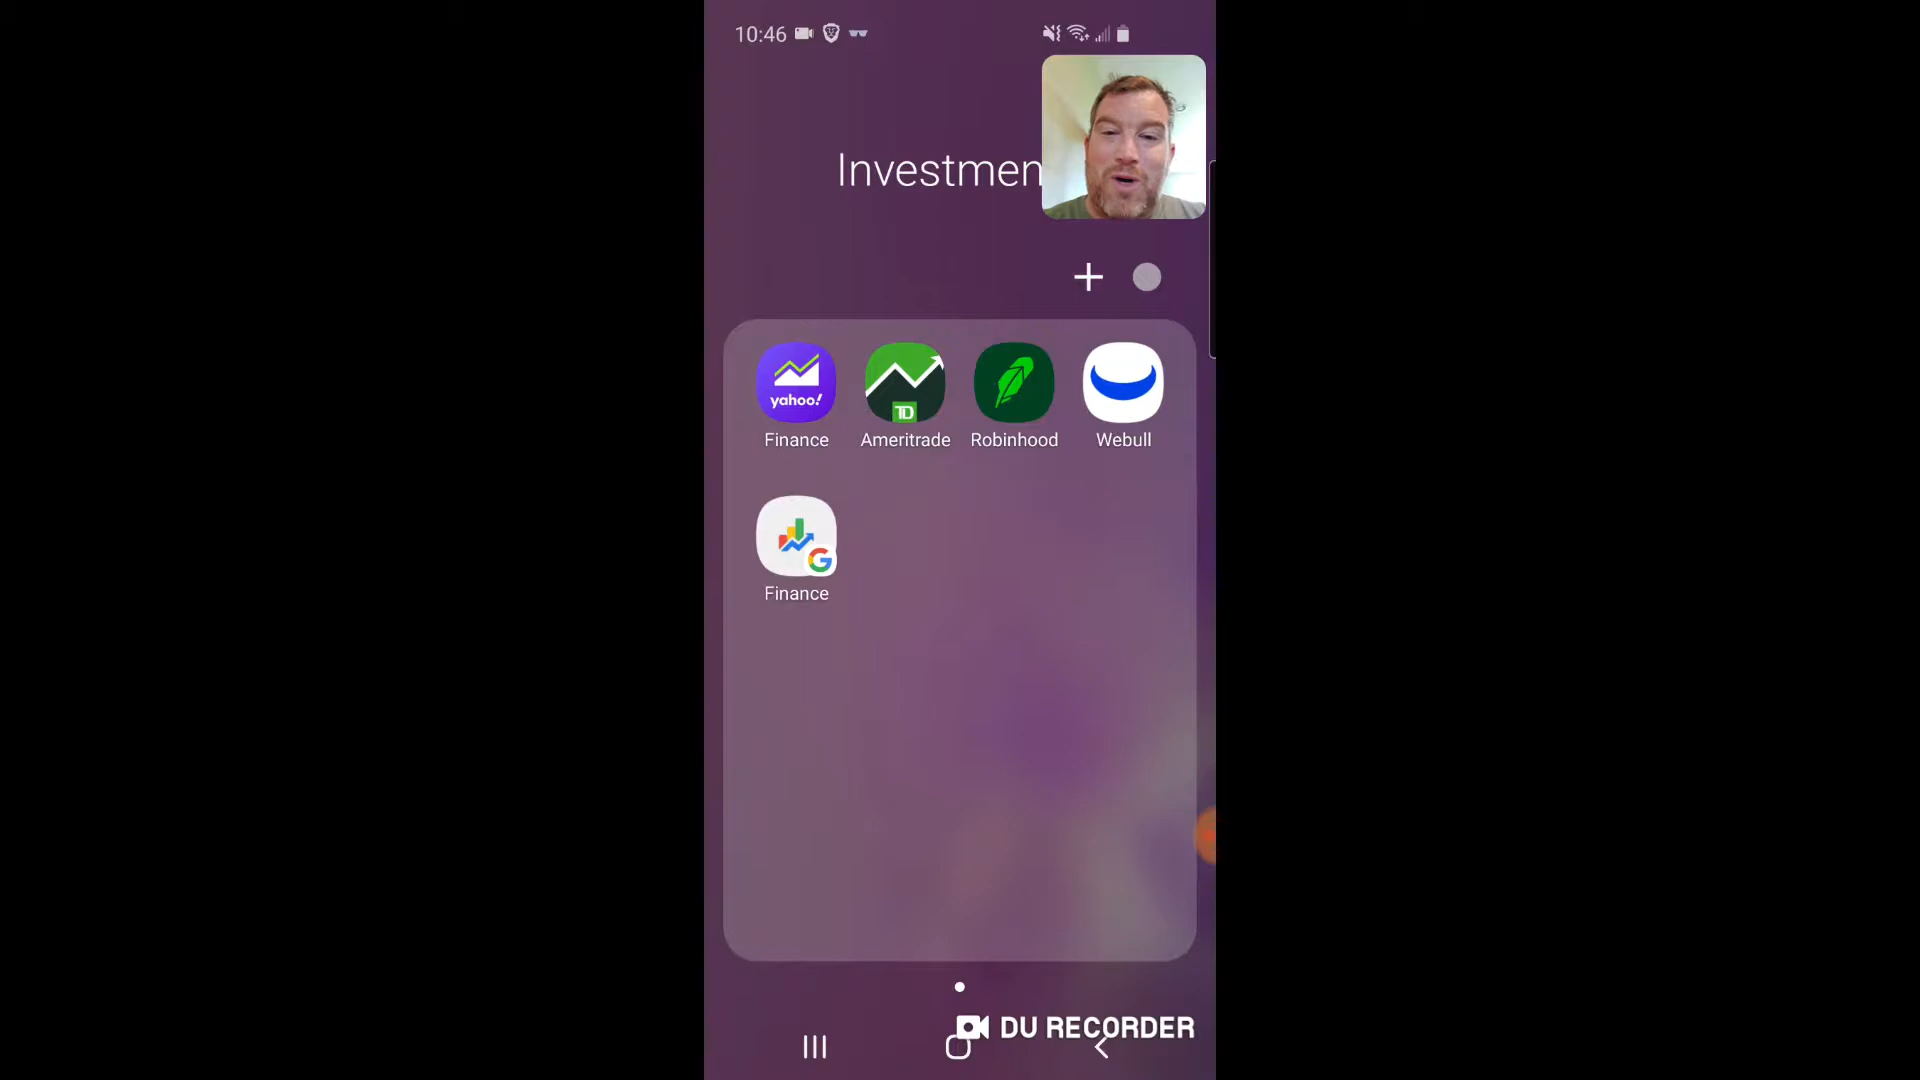 10:46
Investmen
yahoo!
TD
Finance Ameritrade Robinhood Webull
G
Finance
DU RECORDER